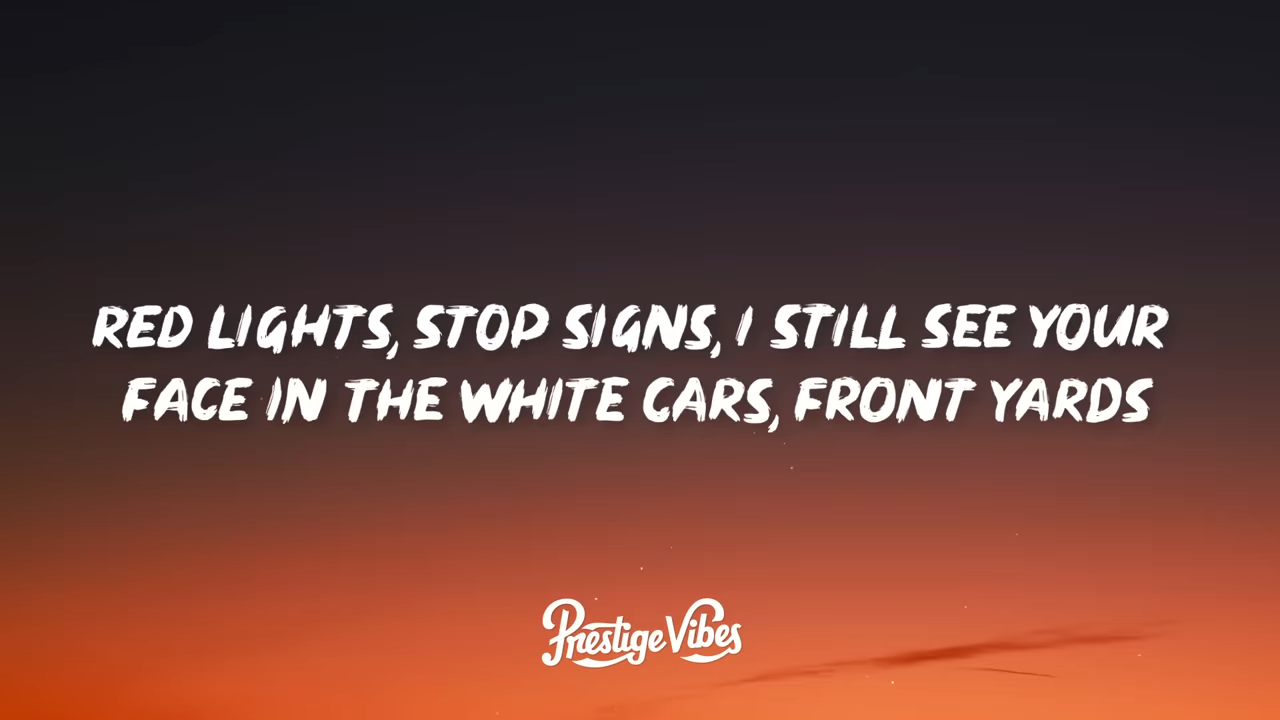 RED LIGHTS, STOP SIGNS, I STILL SEE YOUR
FACE IN THE WHITE CARS, FRONT YARDS
Prestige Vibes